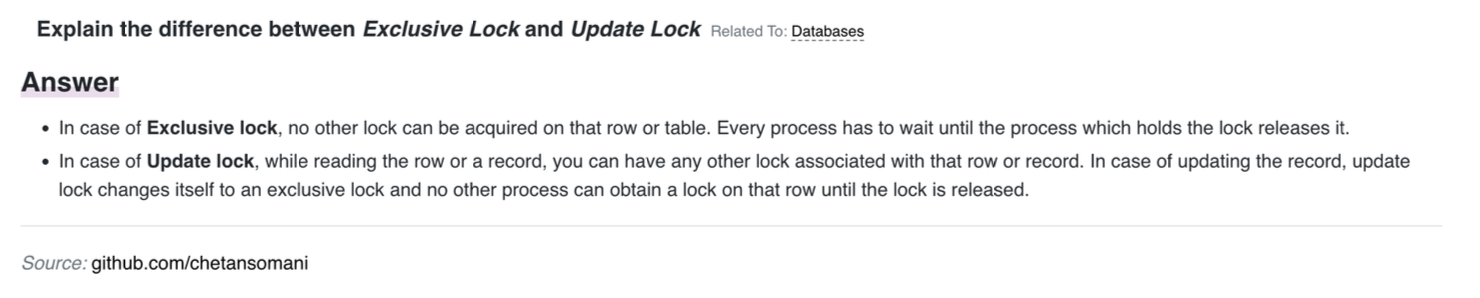 Explain the difference between Exclusive Lock and Update Lock Related To: Databases
Answer
• In case of Exclusive lock, no other lock can be acquired on that row or table. Every process has to wait until the process which holds the lock releases it.
• In case of Update lock, while reading the row or a record, you can have any other lock associated with that row or record. In case of updating the record, update
lock changes itself to an exclusive lock and no other process can obtain a lock on that row until the lock is released.
Source: github.com/chetansomani